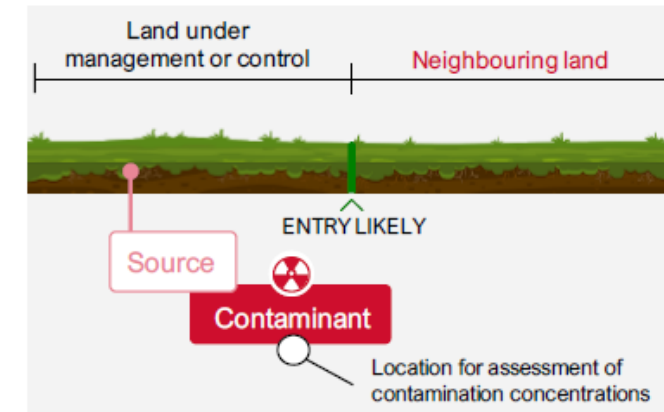 Land under
management or control
Neighbouring land
ENTRY LIKELY
Source
Contaminant
Location for assessment of
contamination concentrations